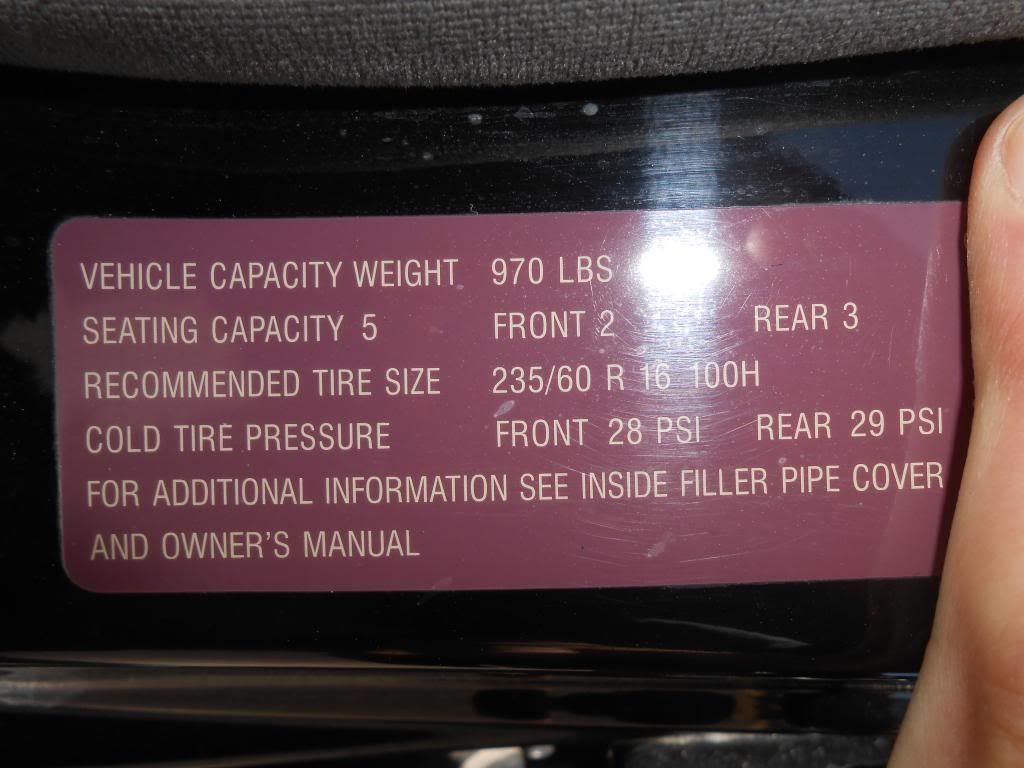 VEHICLE CAPACITY WEIGHT 970 LBS
SEATING CAPACITY 5 FRONT 2 REAR 3
RECOMMENDED TIRE SIZE 235/60 R 16 100H
COLD TIRE PRESSURE FRONT 28 PSI REAR 29 PSI
FOR ADDITIONAL INFORMATION SEE INSIDE FILLER PIPE COVER
AND OWNER'S MANUAL